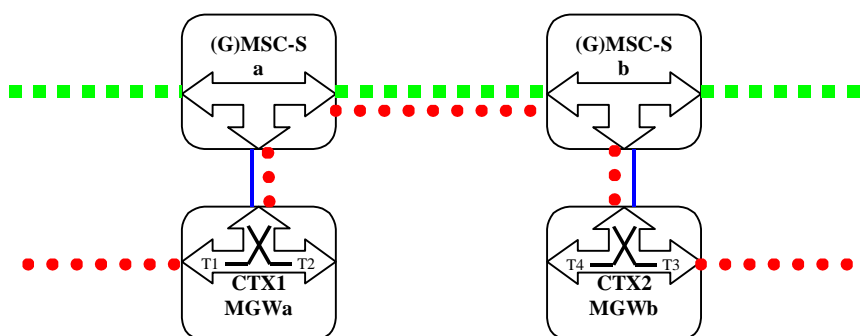 (G)MSC-S
a
(G)MSC-S
b
T1
T2
CTX1
MGWa
T4
T3
CTX2
MGWb